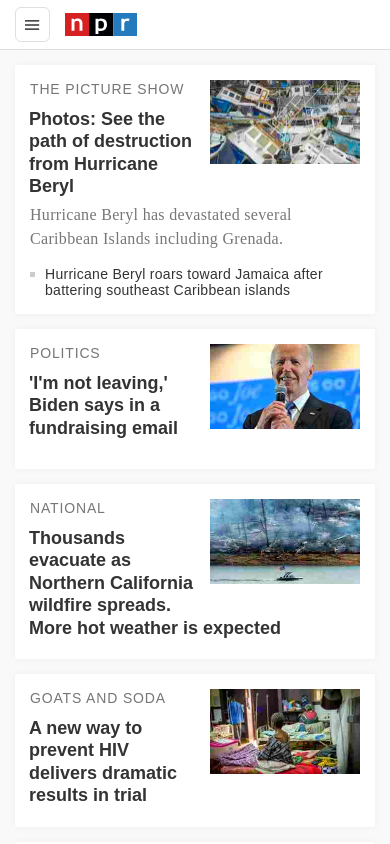 npr
THE PICTURE SHOW
Photos: See the
path of destruction
from Hurricane
Beryl
Hurricane Beryl has devastated several
Caribbean Islands including Grenada.
Hurricane Beryl roars toward Jamaica after
battering southeast Caribbean islands
POLITICS
'I'm not leaving,'
Biden says in a
fundraising email
NATIONAL
Thousands
evacuate as
Northern California
wildfire spreads.
More hot weather is expected
GOATS AND SODA
A new way to
prevent HIV
delivers dramatic
results in trial